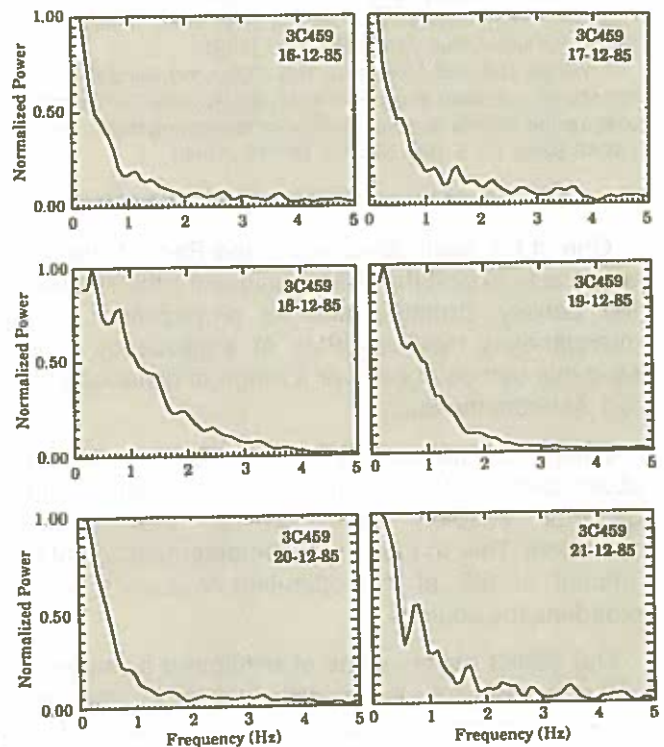 3C459
16-12-85
3C459
17-12-85
Normalized Power
1.00
0.50
0.00
0 1 2 3 4 5
0 1 2 3 4 5
3C459
18-12-85
3C459
19-12-85
Normalized Power
1.00
0.50
0.00
0 1 2 3 4 5
0 1 2 3 4 5
3C459
20-12-85
3C459
21-12-85
Normalized Power
1.00
0.50
0.00
0 1 2 3 4 5
0 1 2 3 4 5
Frequency (Hz)
Frequency (Hz)